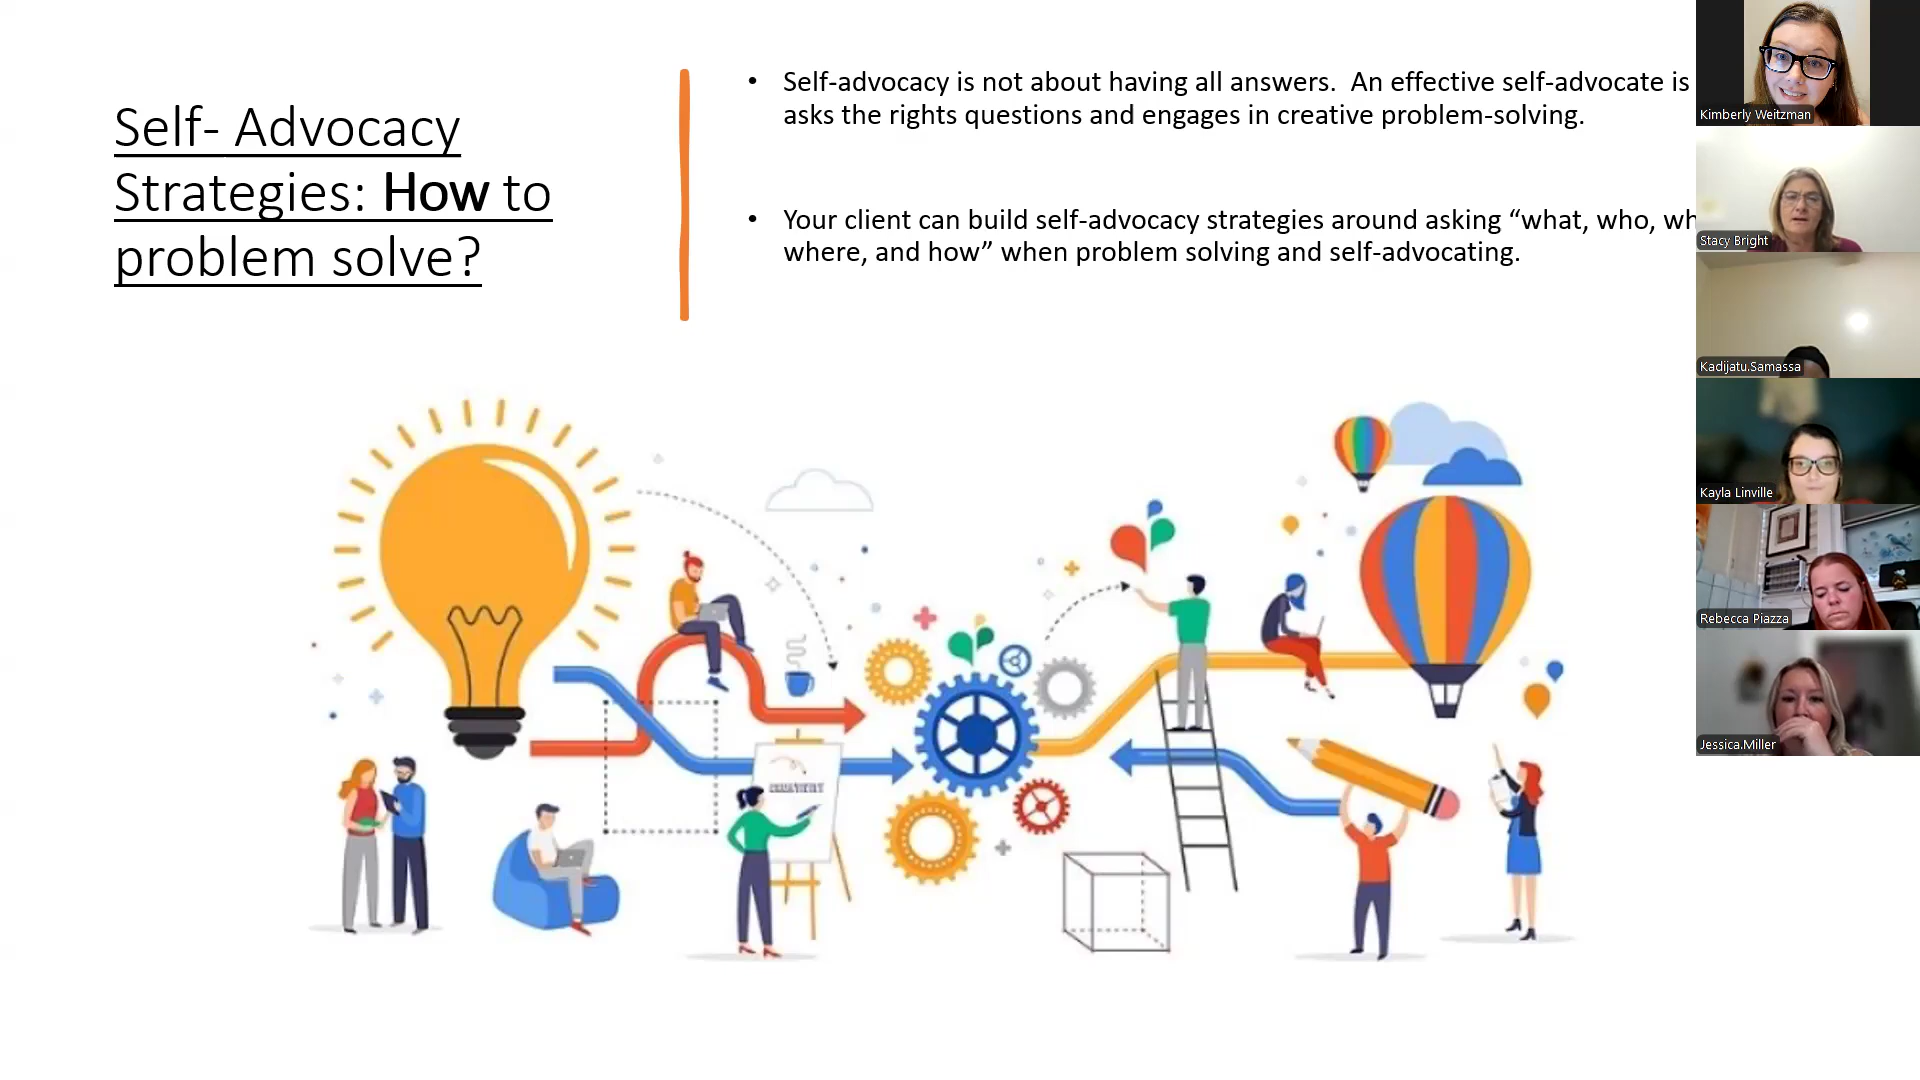 Self- Advocacy
Strategies: How to
problem solve?
• Self-advocacy is not about having all answers.  An effective self-advocate is
asks the rights questions and engages in creative problem-solving.
• Your client can build self-advocacy strategies around asking “what, who, wh
where, and how” when problem solving and self-advocating.
Kimberly Weitzman
Stacy Bright
Kadijatu.Samassa
Kayla Linville
Rebecca Piazza
Jessica.Miller